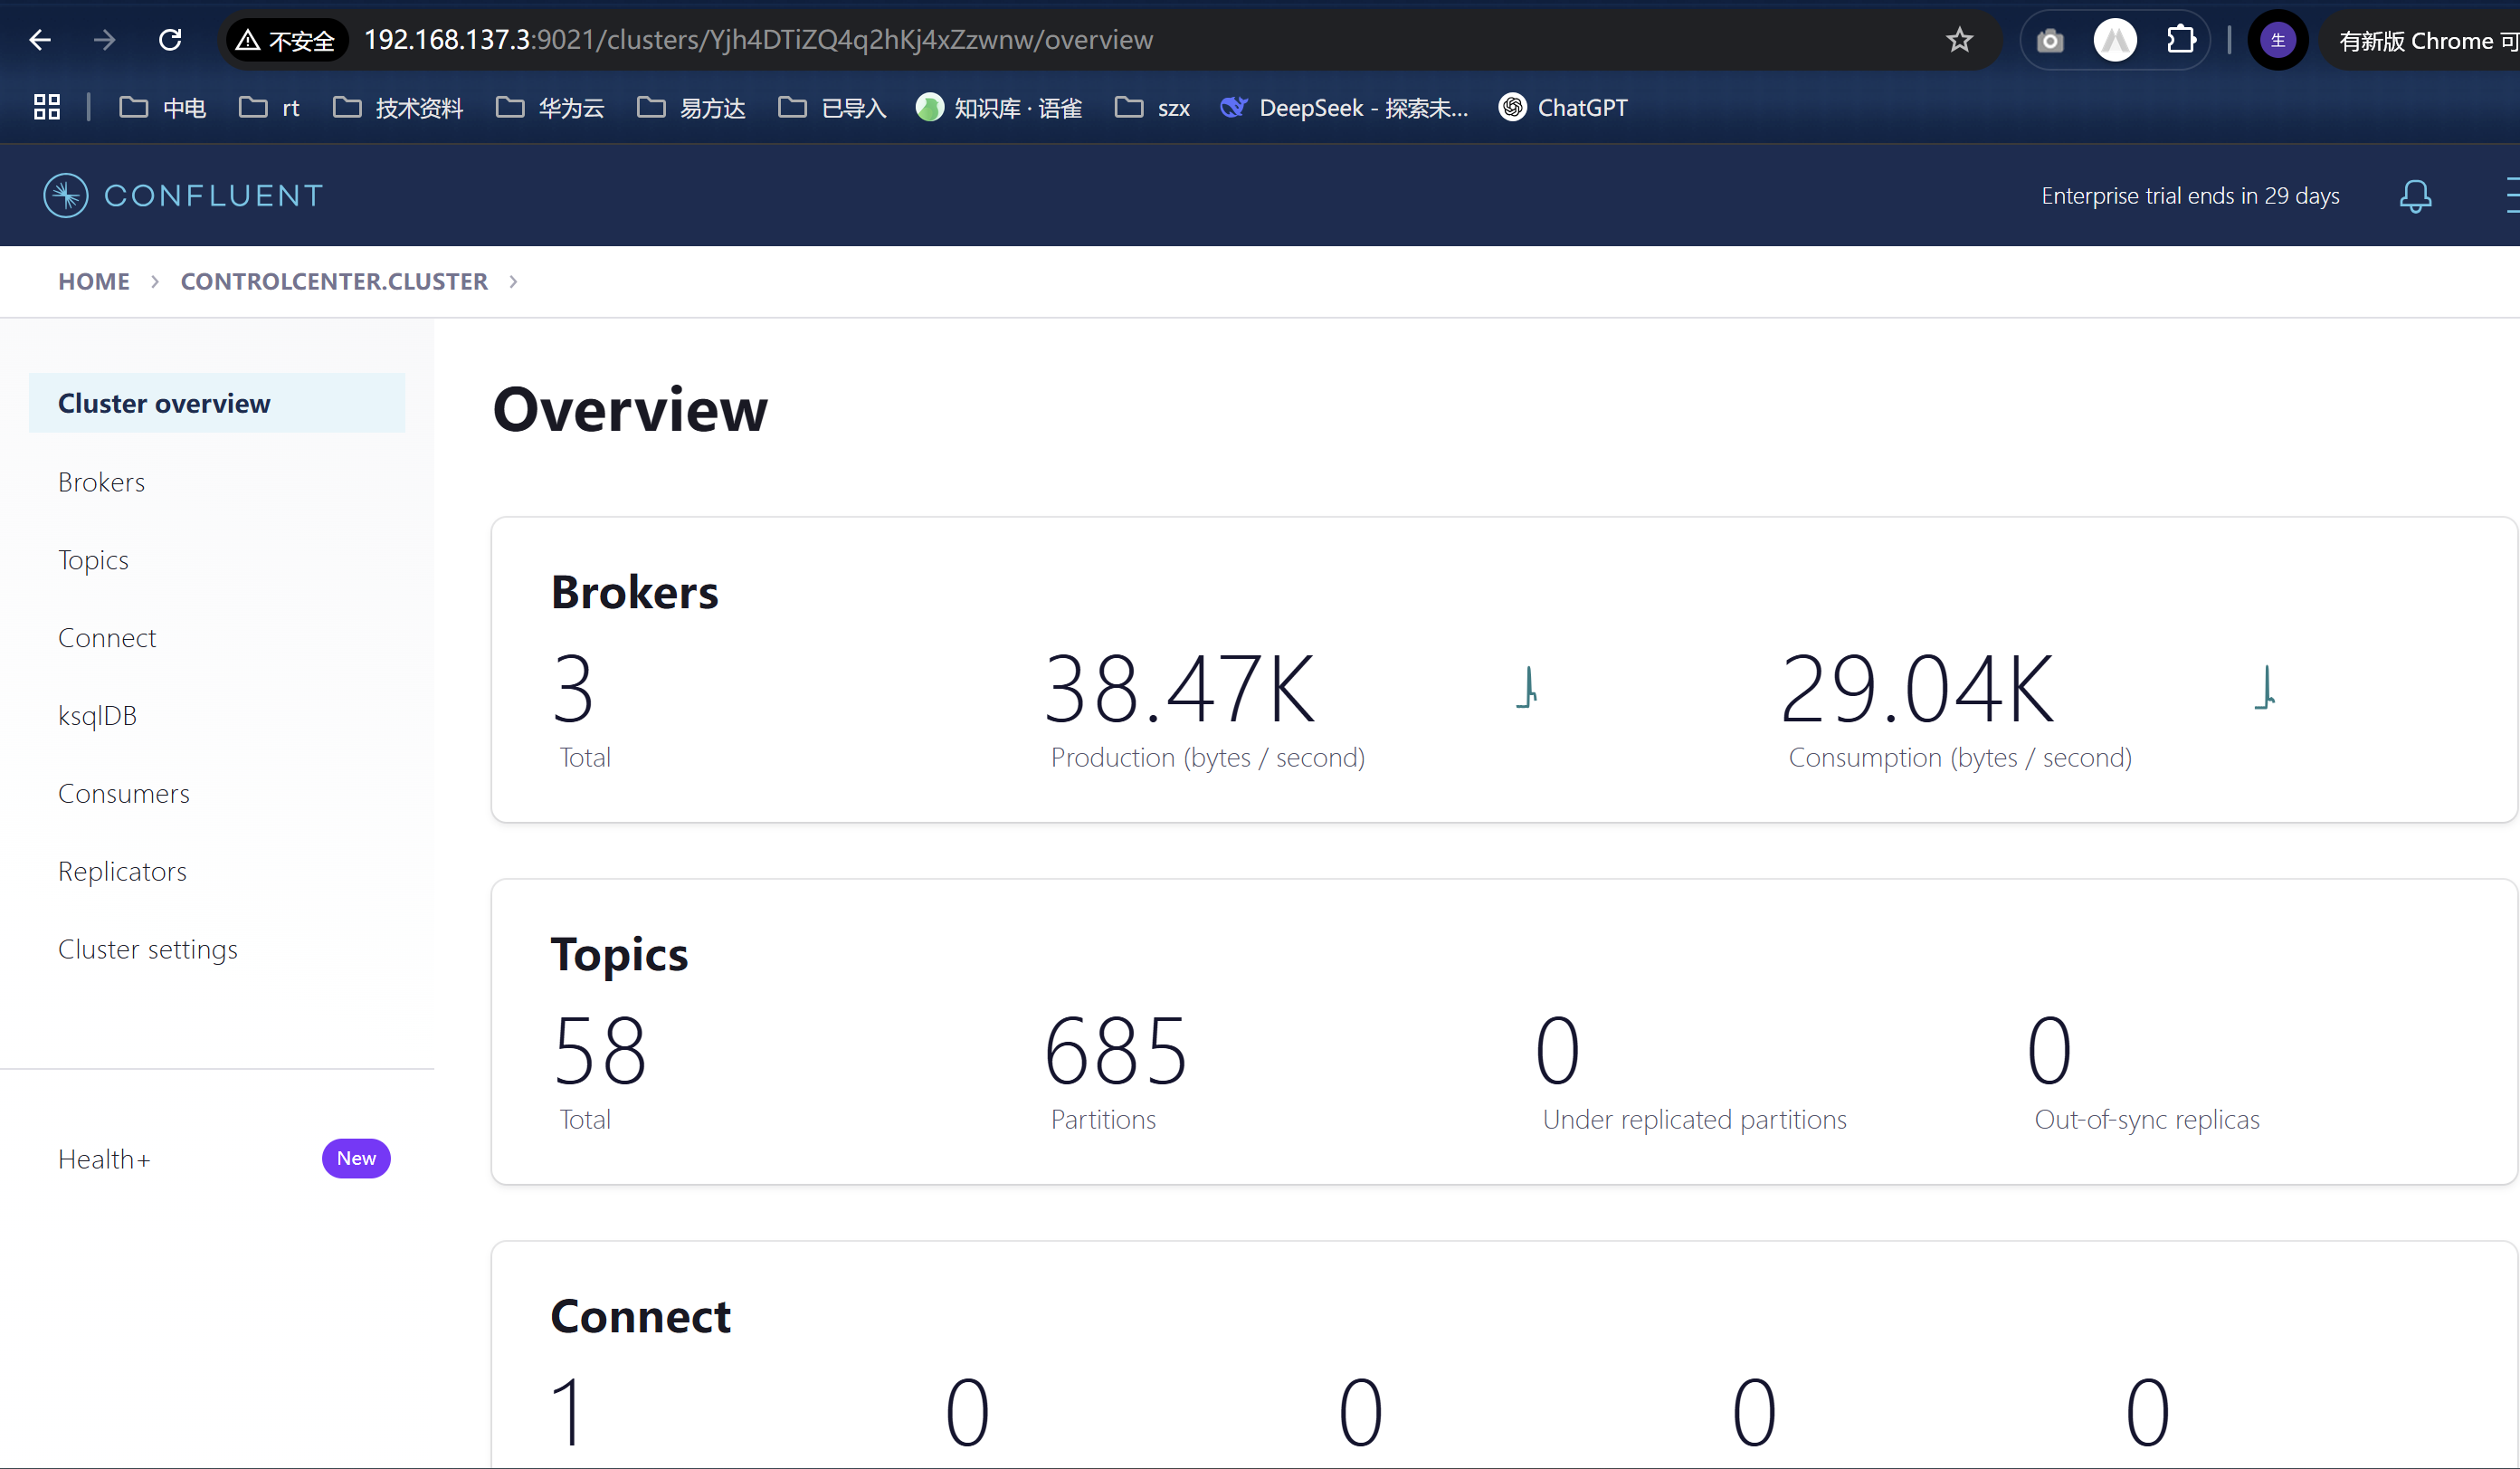 不安全 192.168.137.3:9021/clusters/Yjh4DTiZQ4q2hKj4xZzwnw/overview 生 有新版 Chrome 可
中电 rt 技术资料 华为云 易方达 已导入 知识库 · 语雀 szx DeepSeek - 探索未... ChatGPT
CONFLUENT Enterprise trial ends in 29 days
HOME > CONTROLCENTER.CLUSTER >
Cluster overview
Brokers
Topics
Connect
ksqlDB
Consumers
Replicators
Cluster settings
Health+ New
Overview
Brokers
3 38.47K 29.04K
Total Production (bytes / second) Consumption (bytes / second)
Topics
58 685 0 0
Total Partitions Under replicated partitions Out-of-sync replicas
Connect
1 0 0 0 0